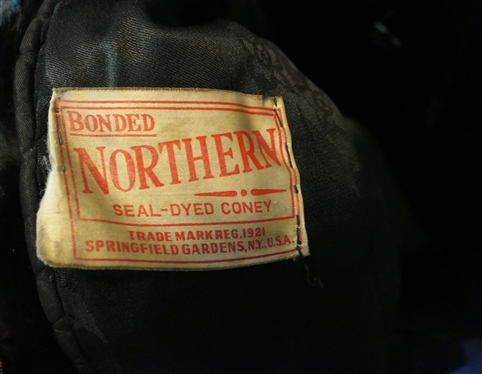 BONDED
NORTHERN
SEAL-DYED CONEY
TRADE MARK REG. 1921
SPRINGFIELD GARDENS, N.Y., U.S.A.